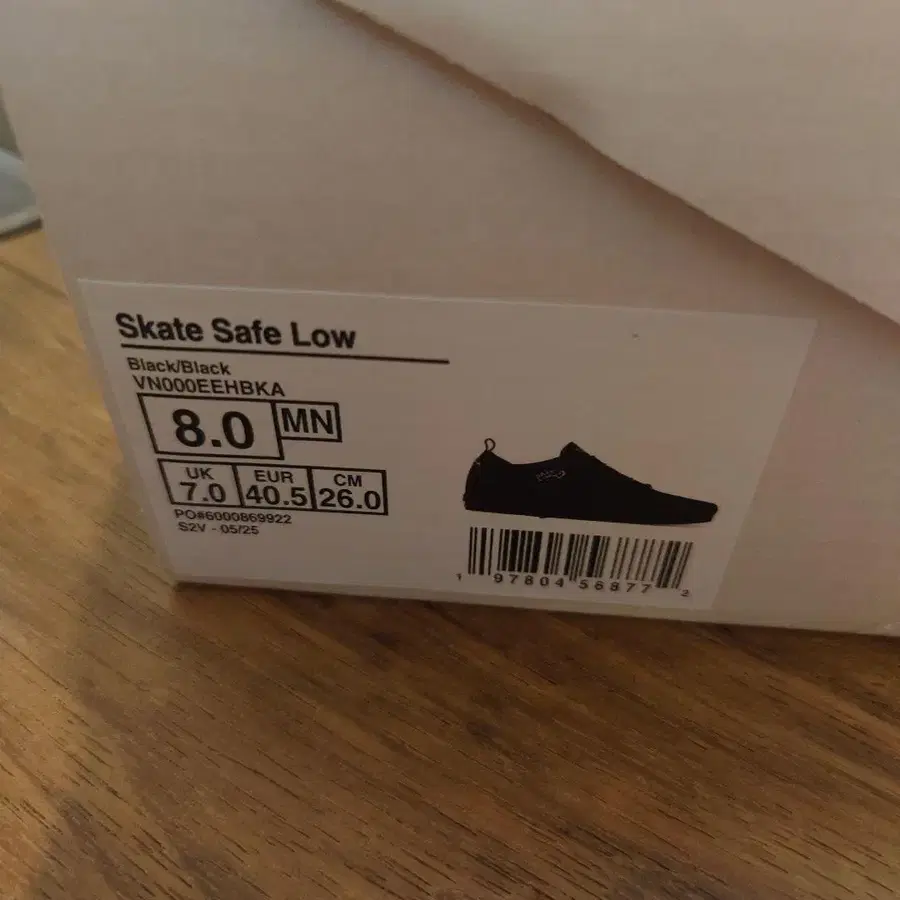 Skate Safe Low
Black/Black
VN000EEHBKA
8.0 MN
UK EUR CM
7.0 40.5 26.0
PO#6000869922
S2V - 05/25
1 97804 56877 2